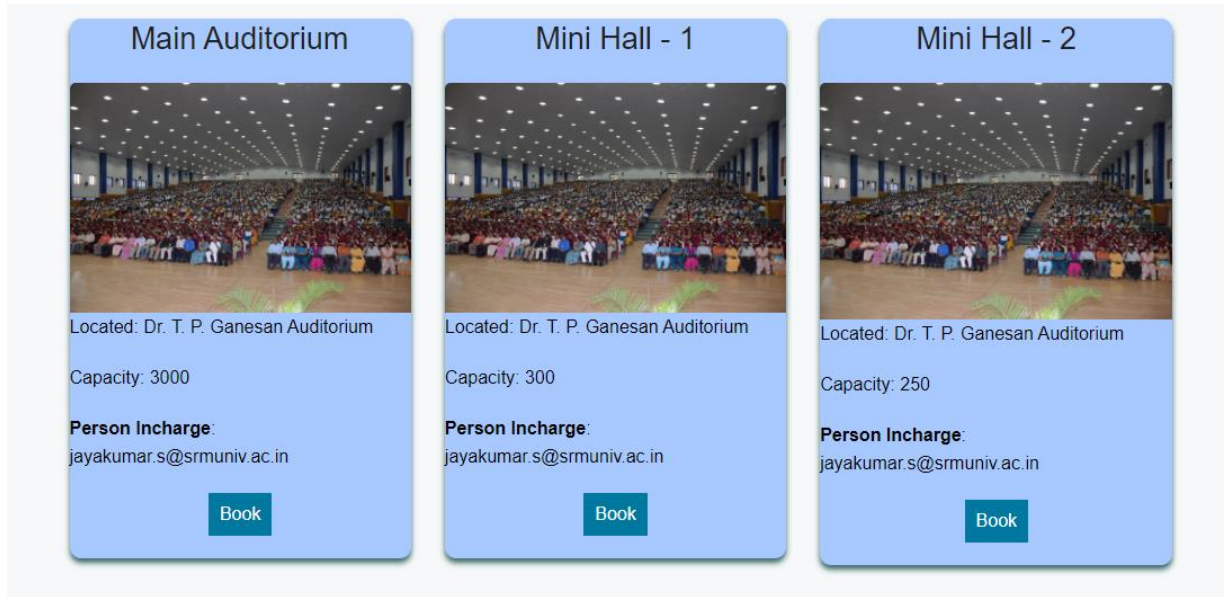 Main Auditorium
Located: Dr. T. P. Ganesan Auditorium
Capacity: 3000
Person Incharge:
jayakumar.s@srmuniv.ac.in
Book
Mini Hall - 1
Located: Dr. T. P. Ganesan Auditorium
Capacity: 300
Person Incharge:
jayakumar.s@srmuniv.ac.in
Book
Mini Hall - 2
Located: Dr. T. P. Ganesan Auditorium
Capacity: 250
Person Incharge:
jayakumar.s@srmuniv.ac.in
Book